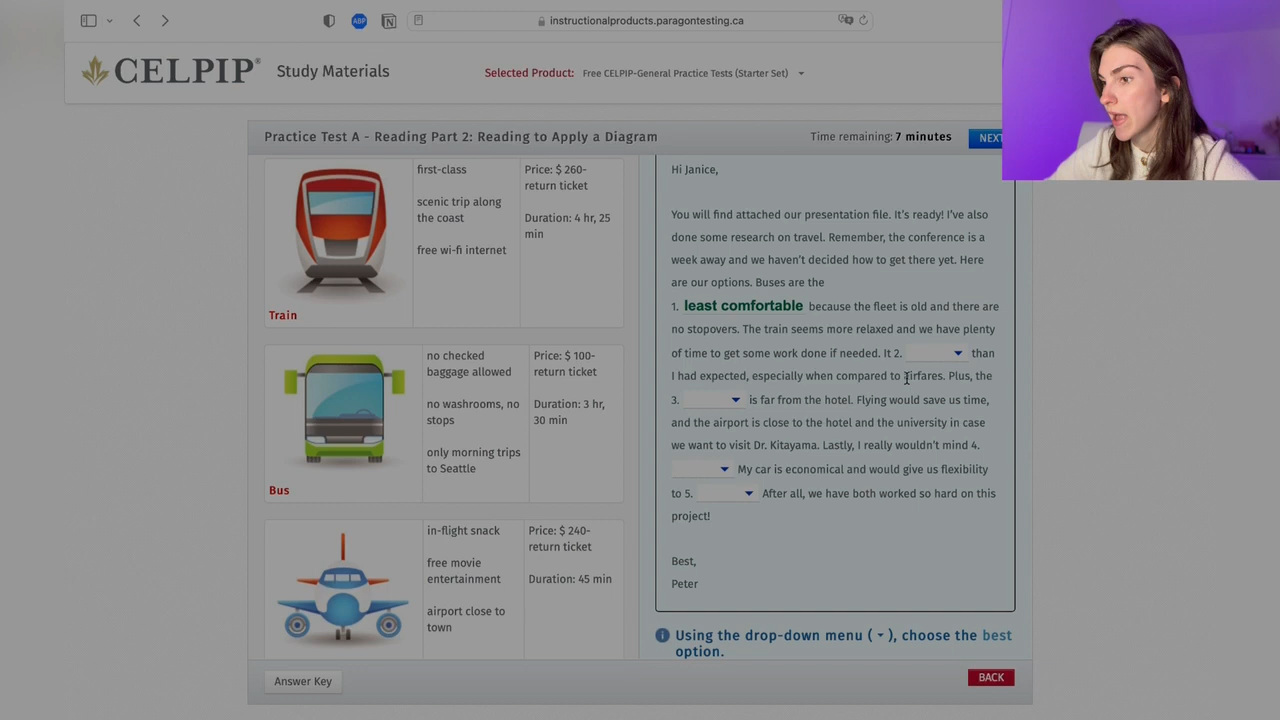 instructionalproducts.paragontesting.ca
CELPIP® Study Materials
Selected Product: Free CELPIP-General Practice Tests (Starter Set)
Practice Test A - Reading Part 2: Reading to Apply a Diagram
Time remaining: 7 minutes
NEXT
first-class
scenic trip along
the coast
free wi-fi internet
Price: $ 260-
return ticket
Duration: 4 hr, 25
min
Train
no checked
baggage allowed
no washrooms, no
stops
only morning trips
to Seattle
Price: $ 100-
return ticket
Duration: 3 hr,
30 min
Bus
in-flight snack
free movie
entertainment
airport close to
town
Price: $ 240-
return ticket
Duration: 45 min
Hi Janice,
You will find attached our presentation file. It's ready! I've also
done some research on travel. Remember, the conference is a
week away and we haven't decided how to get there yet. Here
are our options. Buses are the
1. least comfortable because the fleet is old and there are
no stopovers. The train seems more relaxed and we have plenty
of time to get some work done if needed. It 2. than
I had expected, especially when compared to airfares. Plus, the
3. is far from the hotel. Flying would save us time,
and the airport is close to the hotel and the university in case
we want to visit Dr. Kitayama. Lastly, I really wouldn't mind 4.
My car is economical and would give us flexibility
to 5. After all, we have both worked so hard on this
project!
Best,
Peter
Using the drop-down menu ( ), choose the best
option.
Answer Key
BACK